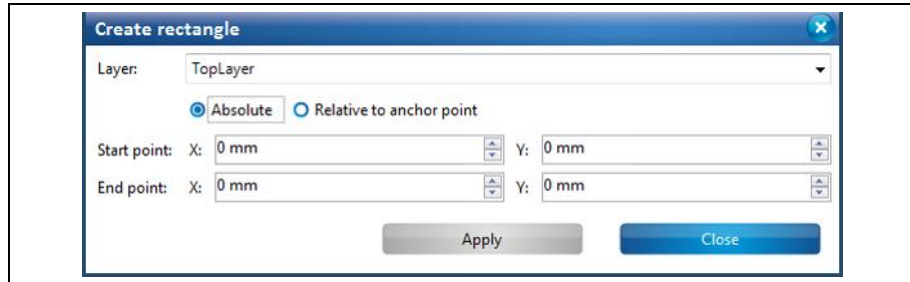 Create rectangle
Layer: TopLayer
Absolute Relative to anchor point
Start point: X: 0 mm Y: 0 mm
End point: X: 0 mm Y: 0 mm
Apply Close